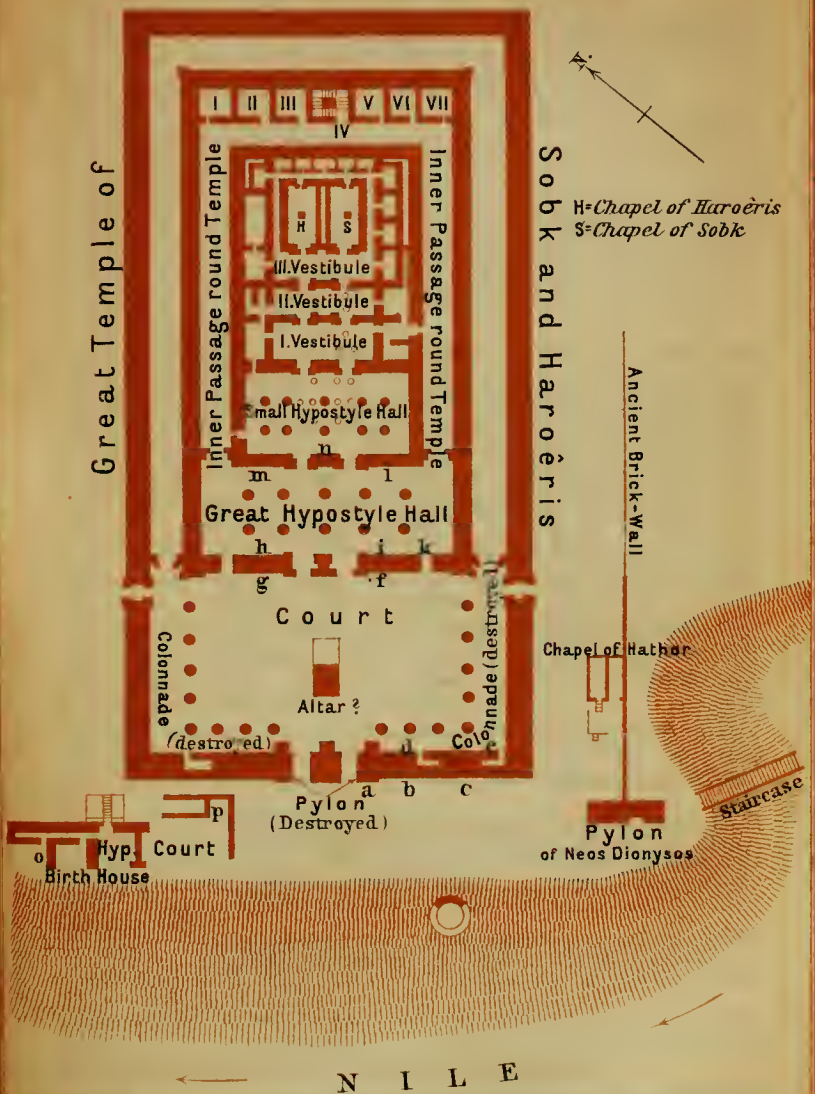 N.
I II III V VI VII
IV
Great Temple of
Sobk and Haroêris
H=Chapel of Haroêris
S=Chapel of Sobk
Inner Passage round Temple
Inner Passage round Temple
H S
III.Vestibule
II.Vestibule
I.Vestibule
Small Hypostyle Hall
n
m l
Great Hypostyle Hall
h i k
g f
Court
Colonnade
(destroyed)
Colonnade (destroyed)
Altar?
d e
a b c
Pylon
(Destroyed)
Ancient Brick-Wall
Chapel of Hathor
Staircase
Pylon
of Neos Dionysos
p
o Hyp. Court
Birth House
NILE